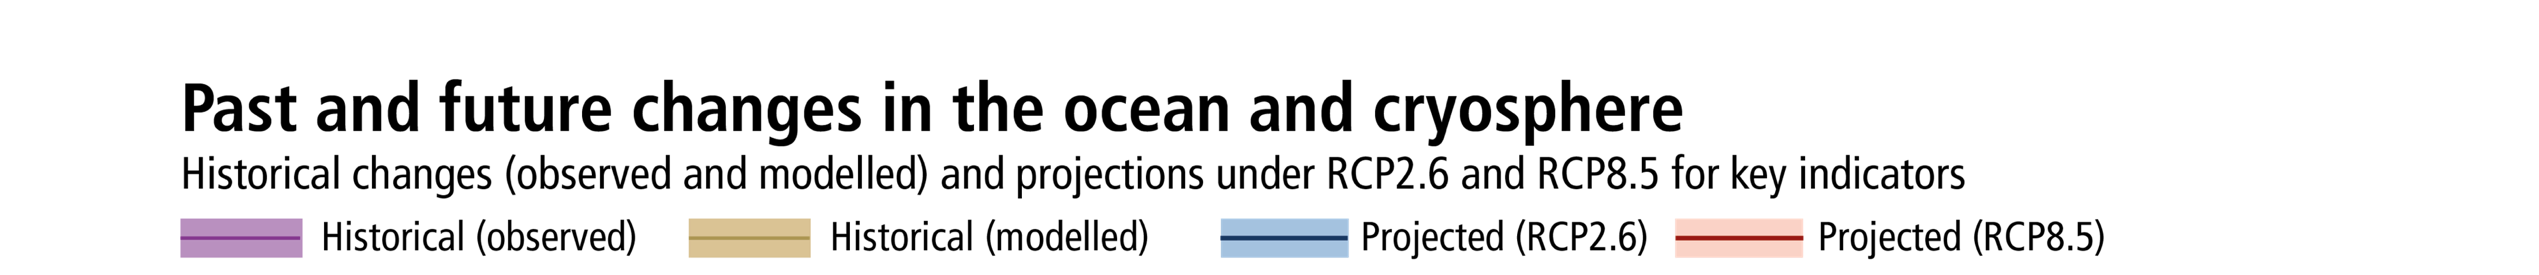 Past and future changes in the ocean and cryosphere
Historical changes (observed and modelled) and projections under RCP2.6 and RCP8.5 for key indicators
Historical (observed) Historical (modelled) Projected (RCP2.6) Projected (RCP8.5)